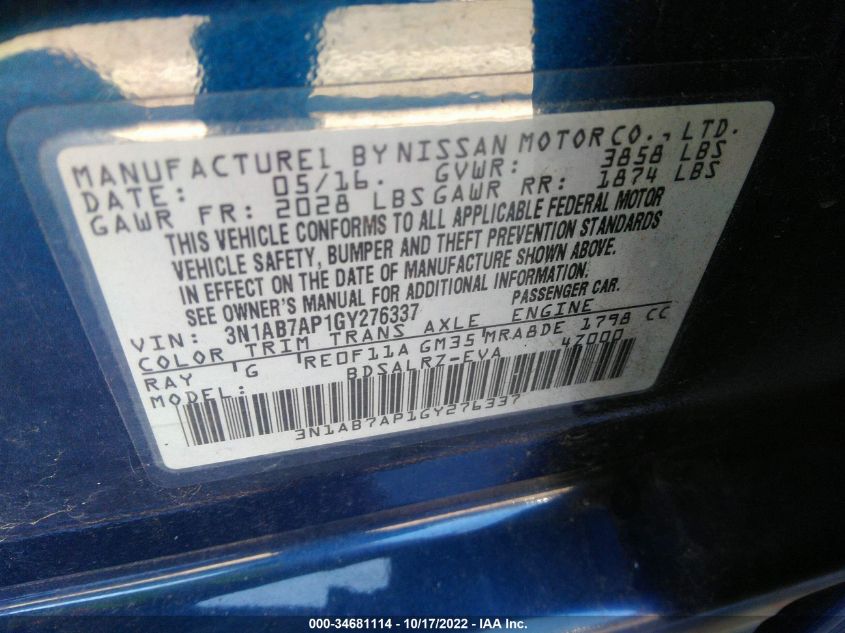 MANUFACTURE1 BY NISSAN MOTOR CO., LTD.
DATE: 05/16. GVWR: 3858 LBS
GAWR FR: 2028 LBS GAWR RR: 1874 LBS
THIS VEHICLE CONFORMS TO ALL APPLICABLE FEDERAL MOTOR
VEHICLE SAFETY, BUMPER AND THEFT PREVENTION STANDARDS
IN EFFECT ON THE DATE OF MANUFACTURE SHOWN ABOVE.
SEE OWNER'S MANUAL FOR ADDITIONAL INFORMATION.
VIN: 3N1AB7AP1GY276337 PASSENGER CAR.
COLOR TRIM TRANS AXLE ENGINE
RAY G RE0F11A GM35 MRA8DE 1798 CC
MODEL: BDSALRZ-EVA 4Z000
3N1AB7AP1GY276337
000-34681114 - 10/17/2022 - IAA Inc.